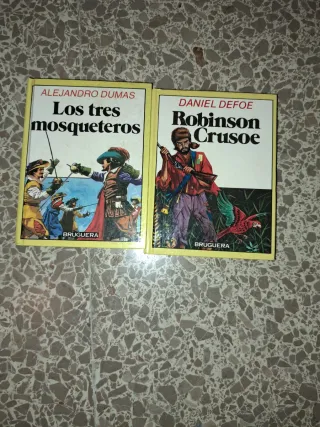 ALEJANDRO DUMAS
Los tres
mosqueteros
BRUGUERA
DANIEL DEFOE
Robinson
Crusoe
BRUGUERA